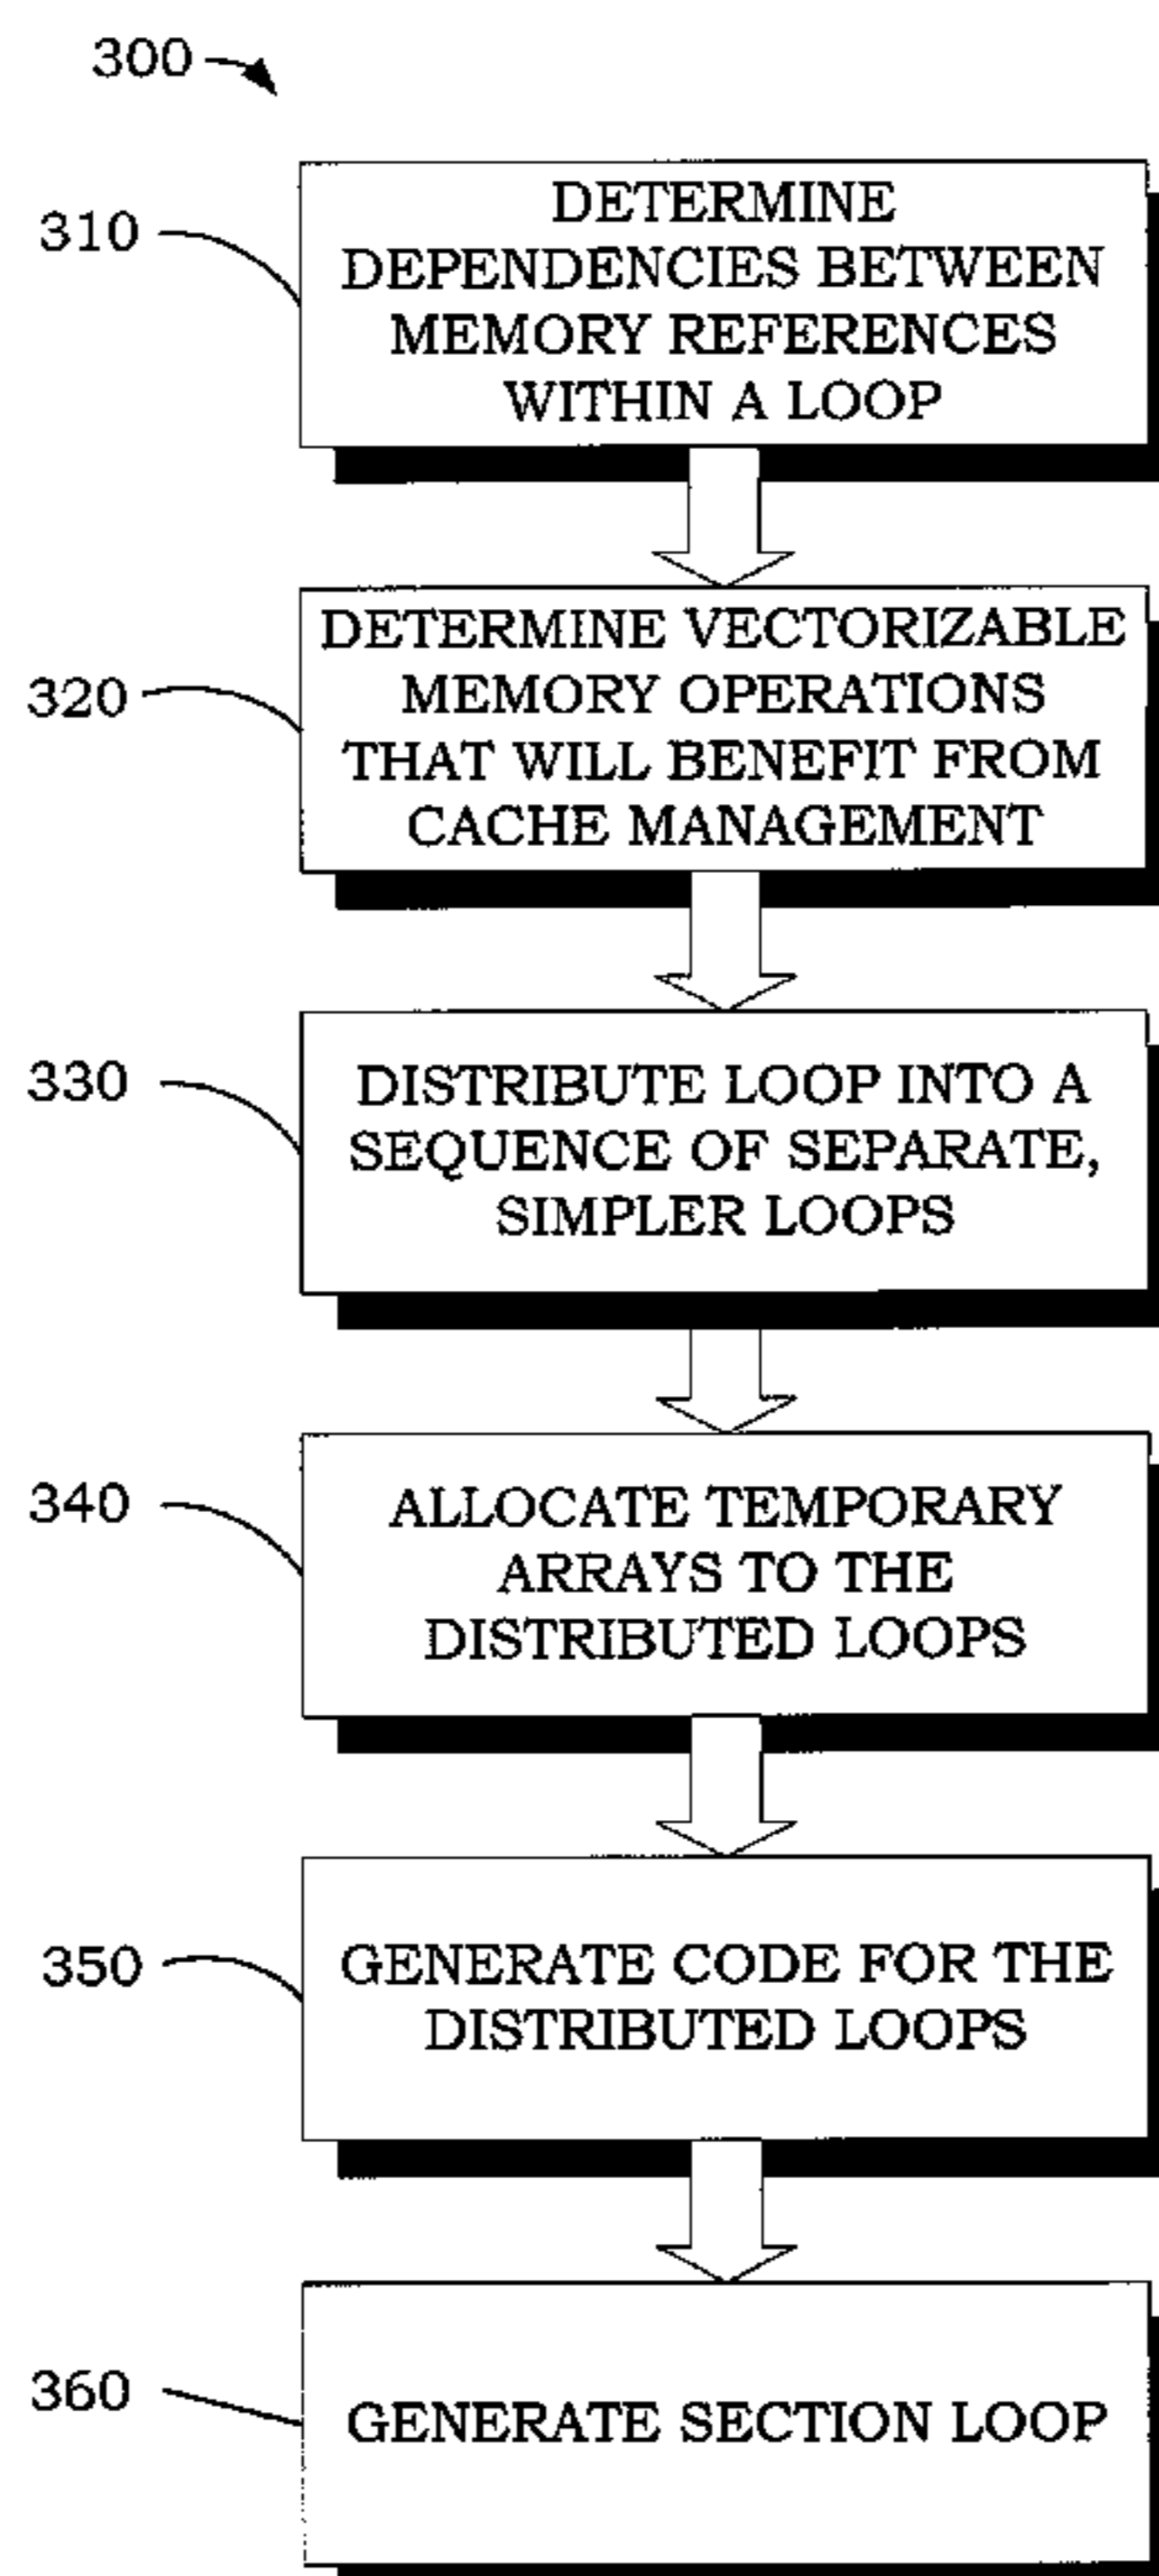 300
310
DETERMINE
DEPENDENCIES BETWEEN
MEMORY REFERENCES
WITHIN A LOOP
320
DETERMINE VECTORIZABLE
MEMORY OPERATIONS
THAT WILL BENEFIT FROM
CACHE MANAGEMENT
330
DISTRIBUTE LOOP INTO A
SEQUENCE OF SEPARATE,
SIMPLER LOOPS
340
ALLOCATE TEMPORARY
ARRAYS TO THE
DISTRIBUTED LOOPS
350
GENERATE CODE FOR THE
DISTRIBUTED LOOPS
360
GENERATE SECTION LOOP